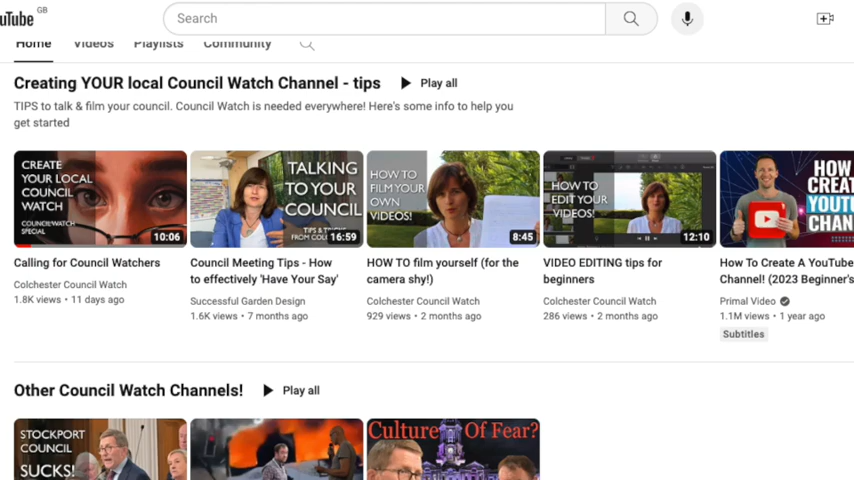 uTube GB
Search
Home Videos Playlists Community
Creating YOUR local Council Watch Channel - tips Play all
TIPS to talk & film your council. Council Watch is needed everywhere! Here's some info to help you
get started
CREATE
YOUR LOCAL
COUNCIL
WATCH
COUNCILWATCH
SPECIAL
10:06
TALKING
TO YOUR
COUNCIL
TIPS &
FROM COL
16:59
HOW TO
FILM YOUR
OWN
VIDEOS!
8:45
HOW TO
EDIT YOUR
VIDEOS!
12:10
HOW
CREAT
YOUTU
CHAN
Calling for Council Watchers
Colchester Council Watch
1.8K views • 11 days ago
Council Meeting Tips - How
to effectively 'Have Your Say'
Successful Garden Design
1.6K views • 7 months ago
HOW TO film yourself (for the
camera shy!)
Colchester Council Watch
929 views • 2 months ago
VIDEO EDITING tips for
beginners
Colchester Council Watch
286 views • 2 months ago
How To Create A YouTube
Channel! (2023 Beginner's
Primal Video
1.1M views • 1 year ago
Subtitles
Other Council Watch Channels! Play all
STOCKPORT
COUNCIL
SUCKS!
Culture Of Fear?